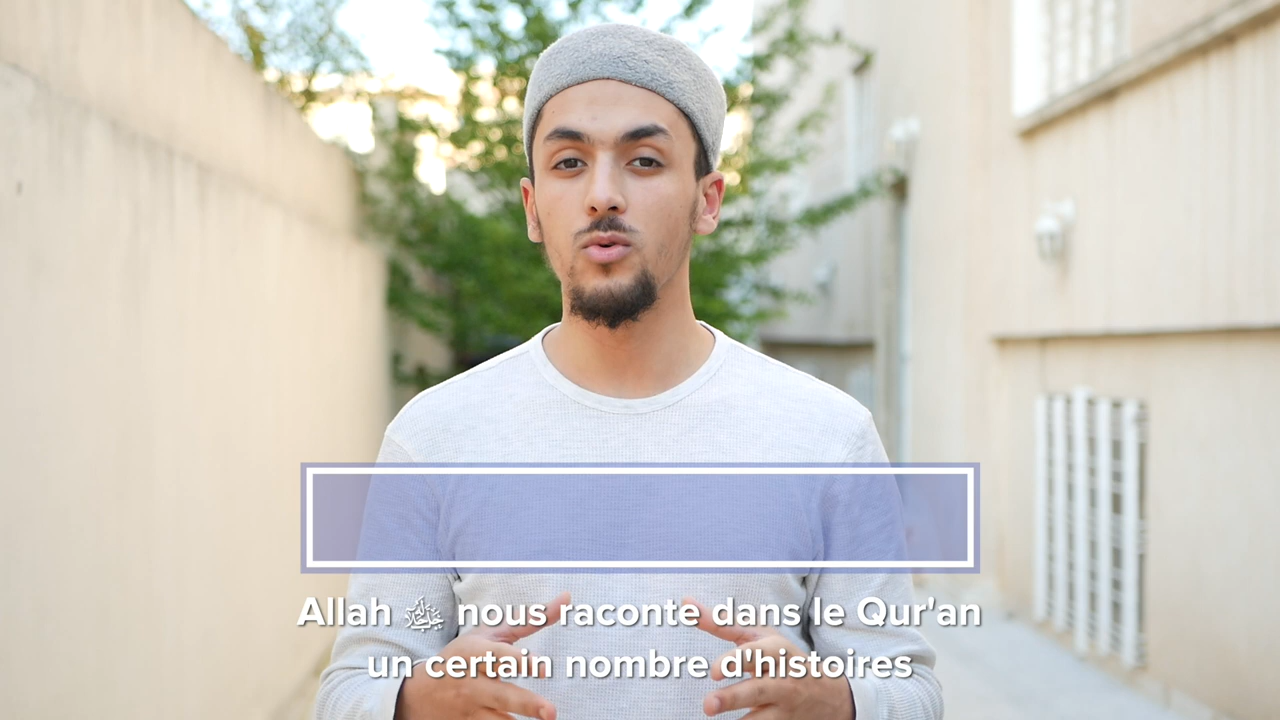 Allah ﷻ nous raconte dans le Qur'an
un certain nombre d'histoires